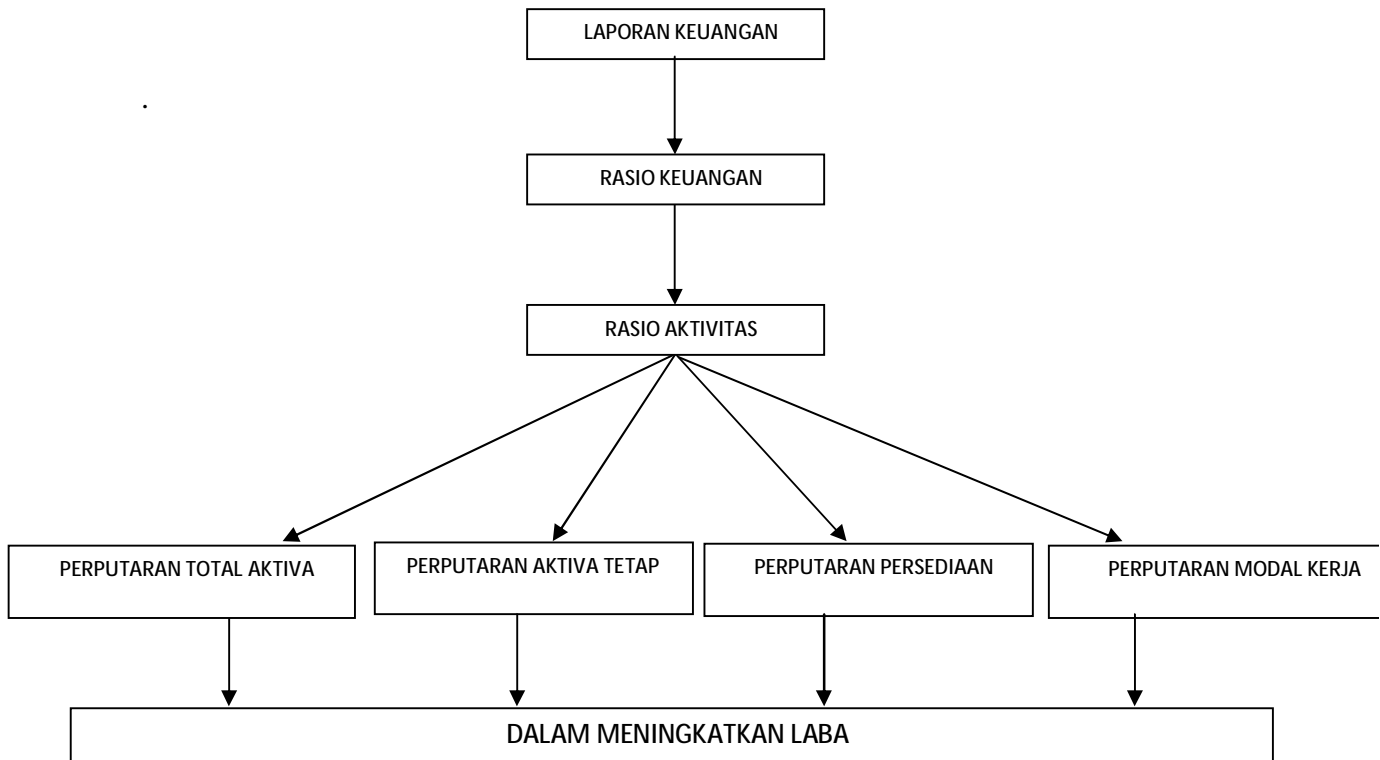 LAPORAN KEUANGAN
.
RASIO KEUANGAN
RASIO AKTIVITAS
PERPUTARAN TOTAL AKTIVA
PERPUTARAN AKTIVA TETAP
PERPUTARAN PERSEDIAAN
PERPUTARAN MODAL KERJA
DALAM MENINGKATKAN LABA